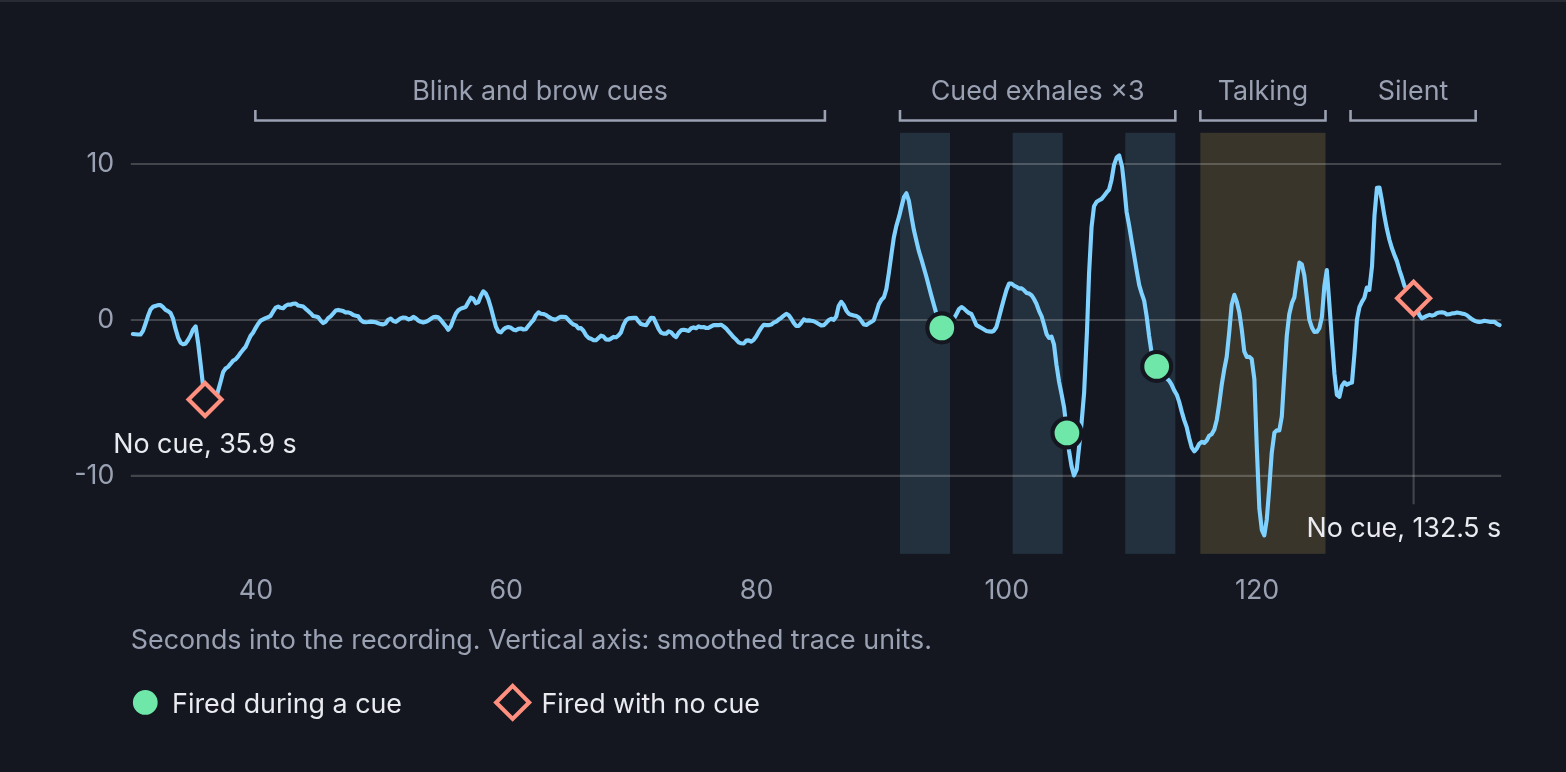 Blink and brow cues
Cued exhales ×3
Talking
Silent
10
0
-10
No cue, 35.9 s
No cue, 132.5 s
40
60
80
100
120
Seconds into the recording. Vertical axis: smoothed trace units.
Fired during a cue
Fired with no cue